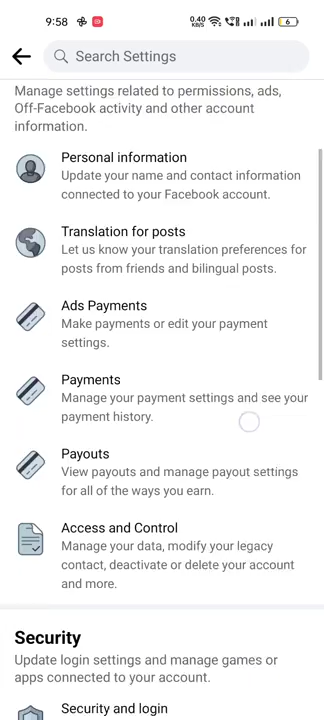 9:58
0.40
KB/S
6
Search Settings
Manage settings related to permissions, ads,
Off-Facebook activity and other account
information.
Personal information
Update your name and contact information
connected to your Facebook account.
Translation for posts
Let us know your translation preferences for
posts from friends and bilingual posts.
Ads Payments
Make payments or edit your payment
settings.
Payments
Manage your payment settings and see your
payment history.
Payouts
View payouts and manage payout settings
for all of the ways you earn.
Access and Control
Manage your data, modify your legacy
contact, deactivate or delete your account
and more.
Security
Update login settings and manage games or
apps connected to your account.
Security and login